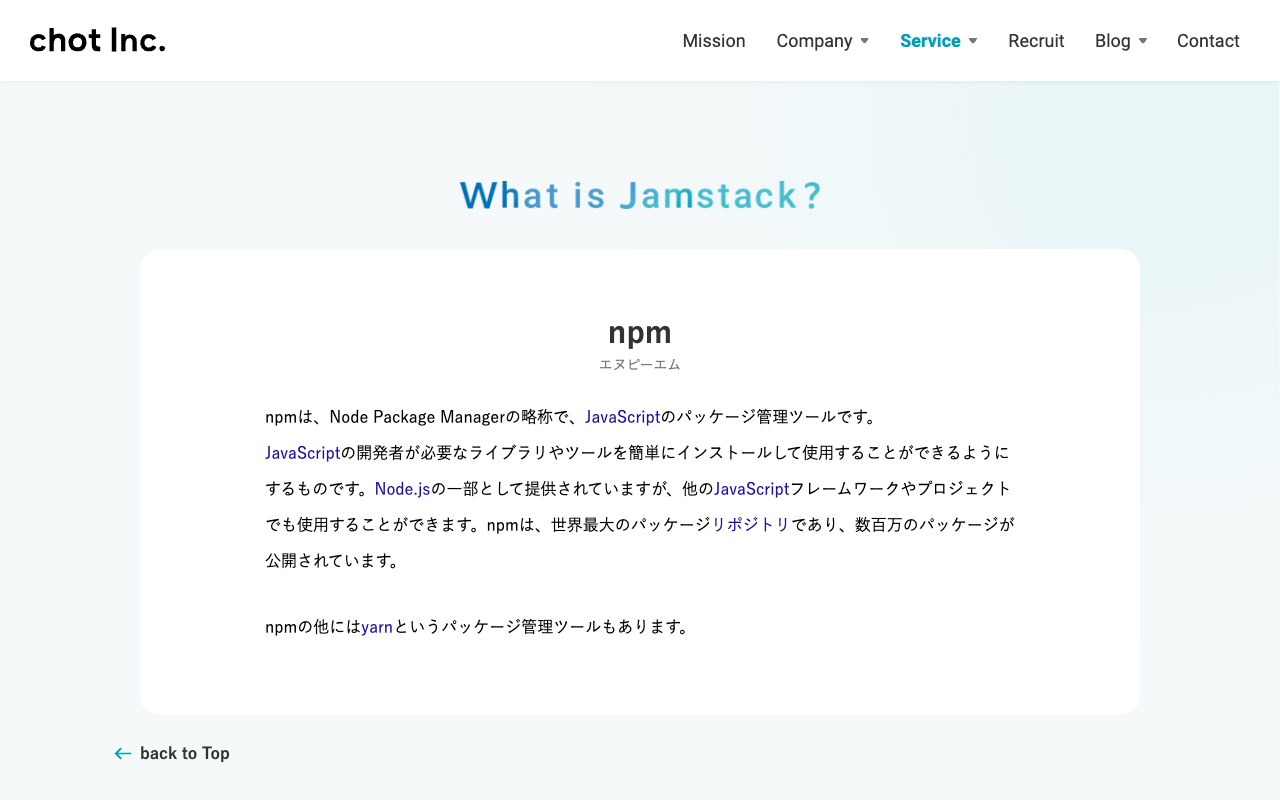 chot Inc.
Mission
Company
Service
Recruit
Blog
Contact
What is Jamstack?
npm
エヌピーエム
npmは、Node Package Managerの略称で、JavaScriptのパッケージ管理ツールです。
JavaScriptの開発者が必要なライブラリやツールを簡単にインストールして使用することができるように
するものです。Node.jsの一部として提供されていますが、他のJavaScriptフレームワークやプロジェクト
でも使用することができます。npmは、世界最大のパッケージリポジトリであり、数百万のパッケージが
公開されています。
npmの他にはyarnというパッケージ管理ツールもあります。
back to Top